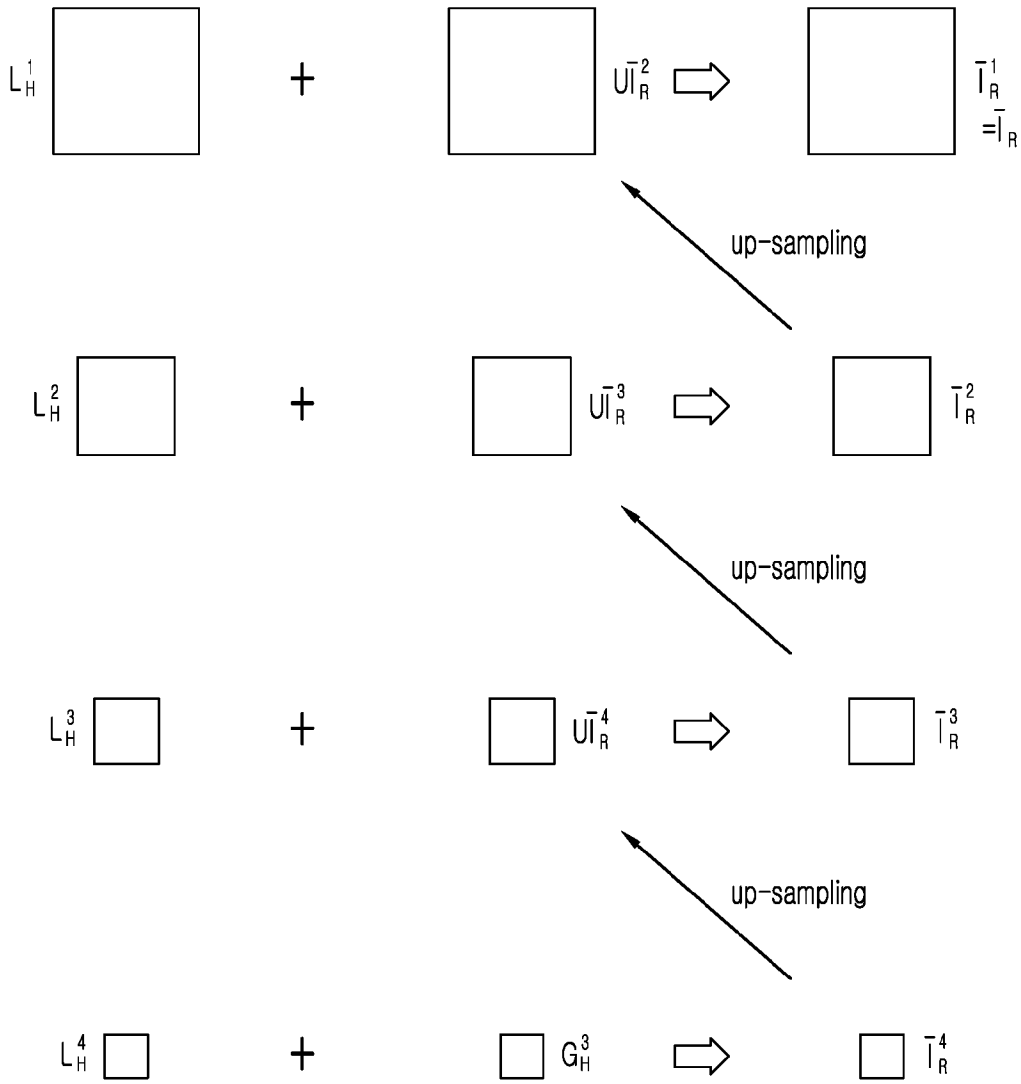 L_H^1 + UĪ_R^2 ⇨ Ī_R^1
=Ī_R
up-sampling
L_H^2 + UĪ_R^3 ⇨ Ī_R^2
up-sampling
L_H^3 + UĪ_R^4 ⇨ Ī_R^3
up-sampling
L_H^4 + G_H^3 ⇨ Ī_R^4